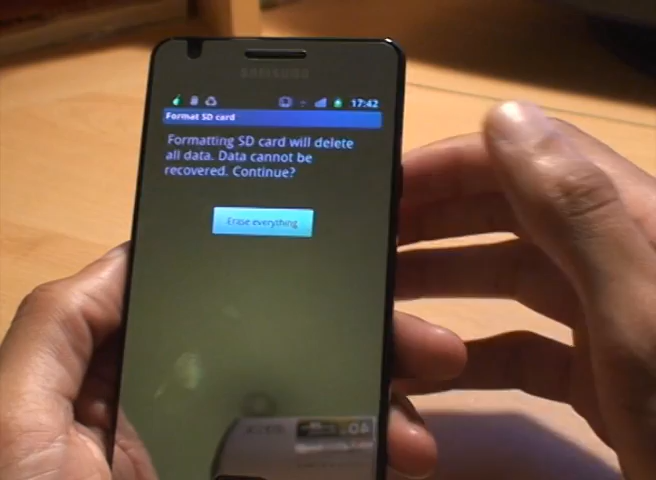 SAMSUNG
17:42
Format SD card
Formatting SD card will delete
all data. Data cannot be
recovered. Continue?
Erase everything